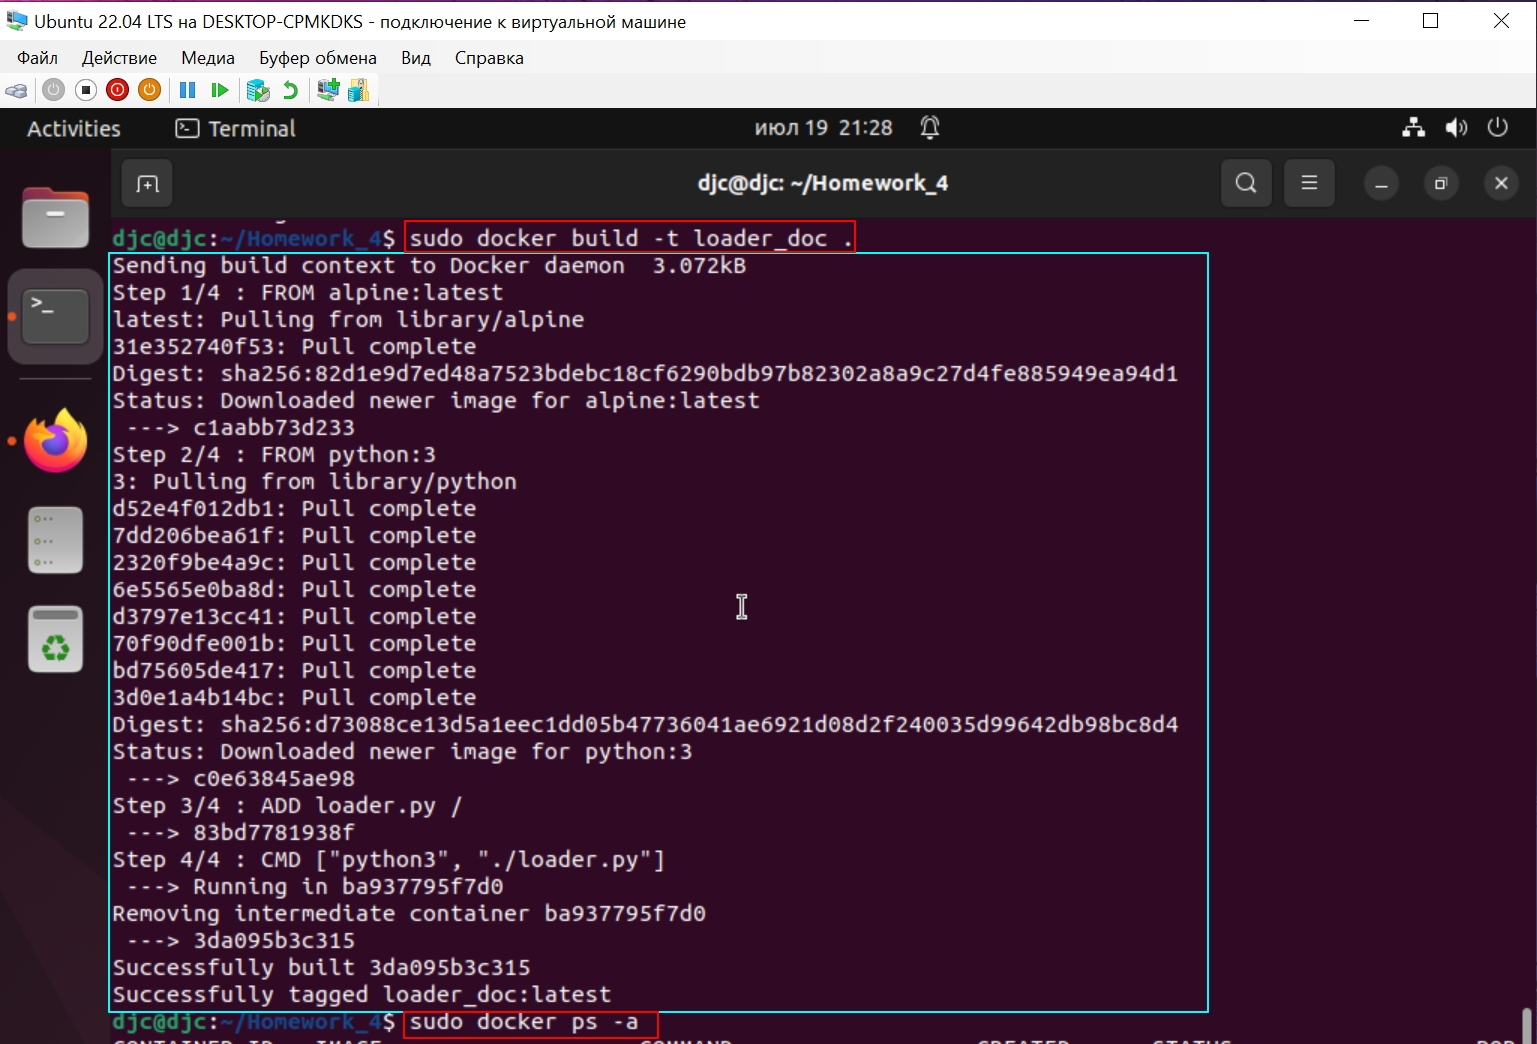 Ubuntu 22.04 LTS на DESKTOP-CPMKDKS - подключение к виртуальной машине
Файл Действие Медиа Буфер обмена Вид Справка
Activities Terminal июл 19 21:28
djc@djc: ~/Homework_4
djc@djc:~/Homework_4$ sudo docker build -t loader_doc .
Sending build context to Docker daemon 3.072kB
Step 1/4 : FROM alpine:latest
latest: Pulling from library/alpine
31e352740f53: Pull complete
Digest: sha256:82d1e9d7ed48a7523bdebc18cf6290bdb97b82302a8a9c27d4fe885949ea94d1
Status: Downloaded newer image for alpine:latest
---> c1aabb73d233
Step 2/4 : FROM python:3
3: Pulling from library/python
d52e4f012db1: Pull complete
7dd206bea61f: Pull complete
2320f9be4a9c: Pull complete
6e5565e0ba8d: Pull complete
d3797e13cc41: Pull complete
70f90dfe001b: Pull complete
bd75605de417: Pull complete
3d0e1a4b14bc: Pull complete
Digest: sha256:d73088ce13d5a1eec1dd05b47736041ae6921d08d2f240035d99642db98bc8d4
Status: Downloaded newer image for python:3
---> c0e63845ae98
Step 3/4 : ADD loader.py /
---> 83bd7781938f
Step 4/4 : CMD ["python3", "./loader.py"]
---> Running in ba937795f7d0
Removing intermediate container ba937795f7d0
---> 3da095b3c315
Successfully built 3da095b3c315
Successfully tagged loader_doc:latest
djc@djc:~/Homework_4$ sudo docker ps -a
CONTAINER ID IMAGE COMMAND CREATED STATUS